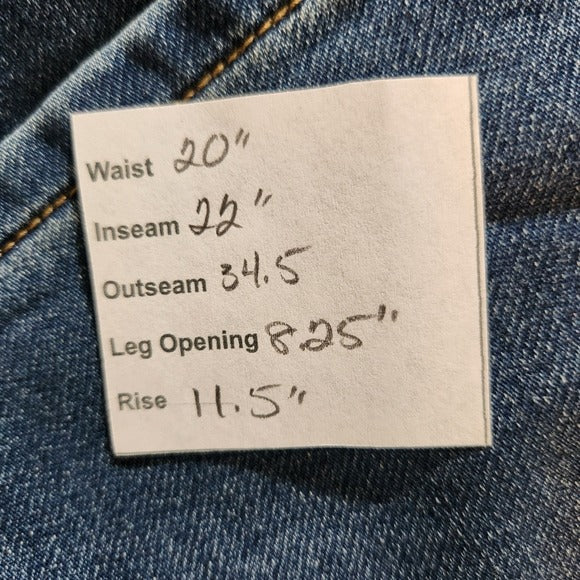 Waist 20"
Inseam 22"
Outseam 34.5
Leg Opening 8.25"
Rise 11.5"